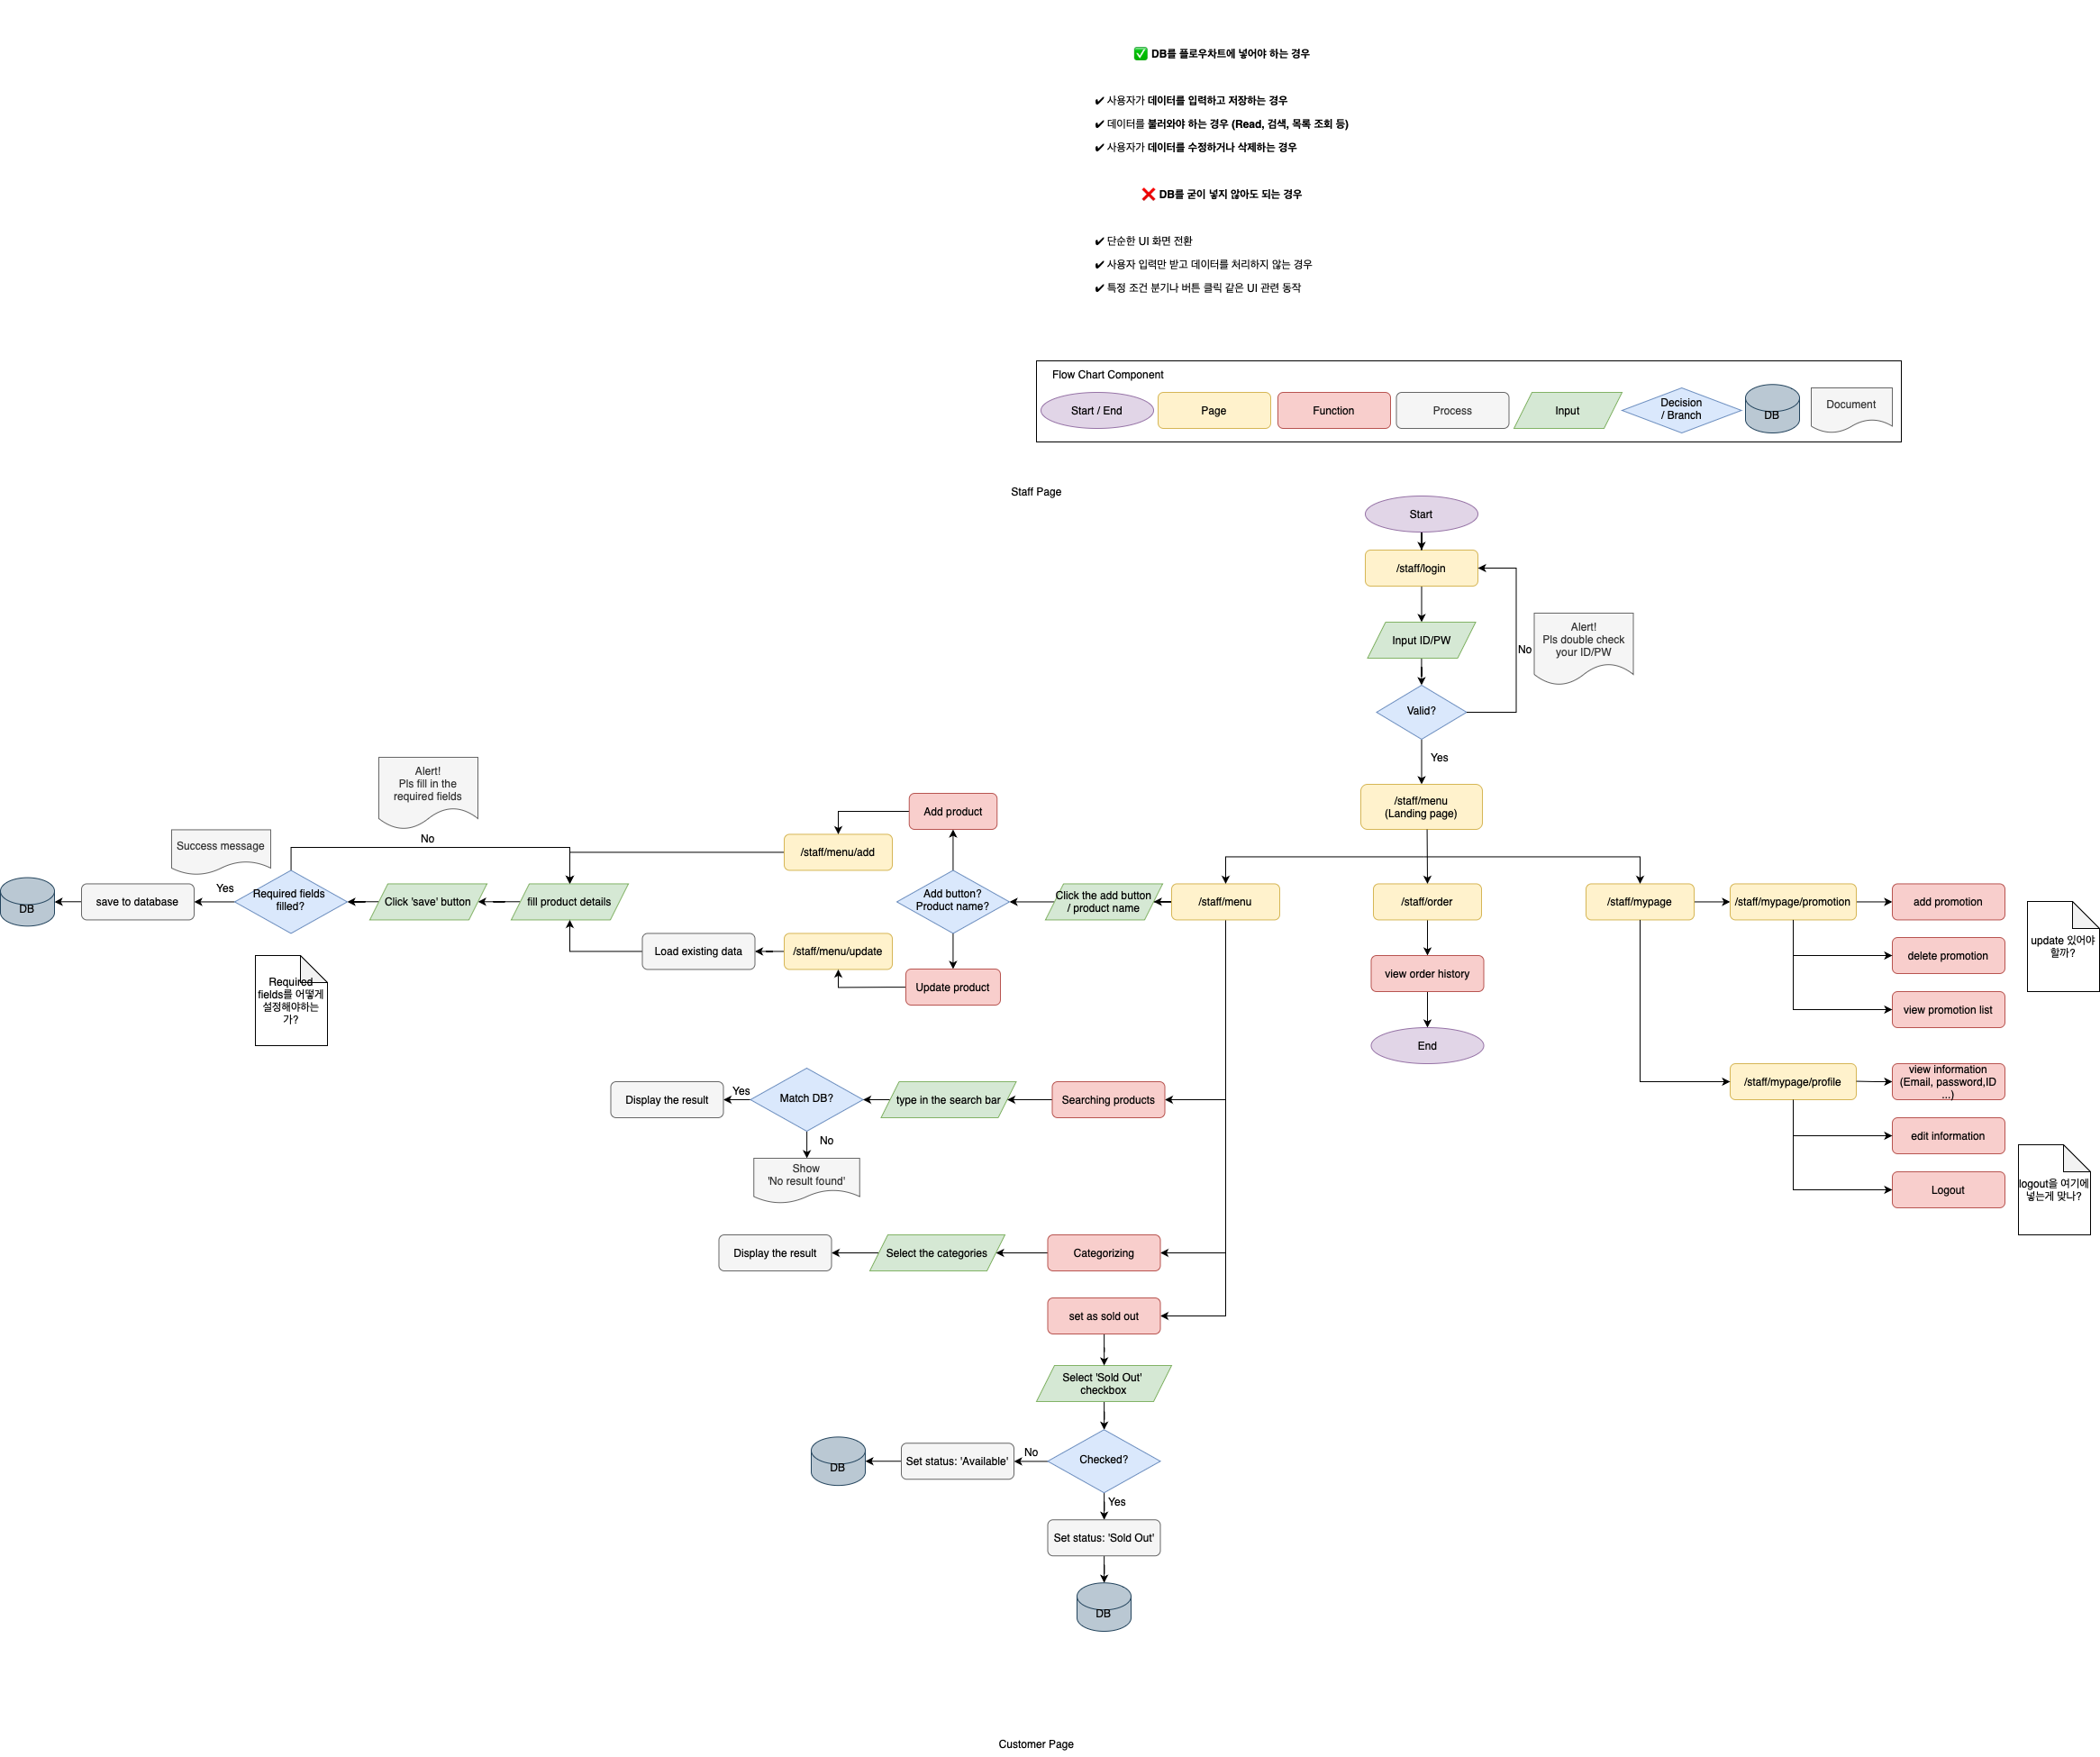 ✅ DB를 플로우차트에 넣어야 하는 경우
✔ 사용자가 데이터를 입력하고 저장하는 경우
✔ 데이터를 불러와야 하는 경우 (Read, 검색, 목록 조회 등)
✔ 사용자가 데이터를 수정하거나 삭제하는 경우
❌ DB를 굳이 넣지 않아도 되는 경우
✔ 단순한 UI 화면 전환
✔ 사용자 입력만 받고 데이터를 처리하지 않는 경우
✔ 특정 조건 분기나 버튼 클릭 같은 UI 관련 동작
Flow Chart Component
Start / End
Page
Function
Process
Input
Decision
/ Branch
DB
Document
Staff Page
Start
/staff/login
Input ID/PW
No
Alert!
Pls double check
your ID/PW
Valid?
Yes
/staff/menu
(Landing page)
Alert!
Pls fill in the
required fields
No
Success message
Add product
/staff/menu/add
DB
save to database
Yes
Required fields
filled?
Click 'save' button
fill product details
Add button?
Product name?
Click the add button
/ product name
/staff/menu
/staff/order
/staff/mypage
/staff/mypage/promotion
add promotion
update 있어야
할까?
Load existing data
/staff/menu/update
Update product
view order history
delete promotion
Required
fields를 어떻게
설정해야하는
가?
view promotion list
End
Display the result
Yes
Match DB?
type in the search bar
Searching products
/staff/mypage/profile
view information
(Email, password,ID
...)
No
Show
'No result found'
edit information
Logout
logout을 여기에
넣는게 맞나?
Display the result
Select the categories
Categorizing
set as sold out
Select 'Sold Out'
checkbox
DB
Set status: 'Available'
No
Checked?
Yes
Set status: 'Sold Out'
DB
Customer Page